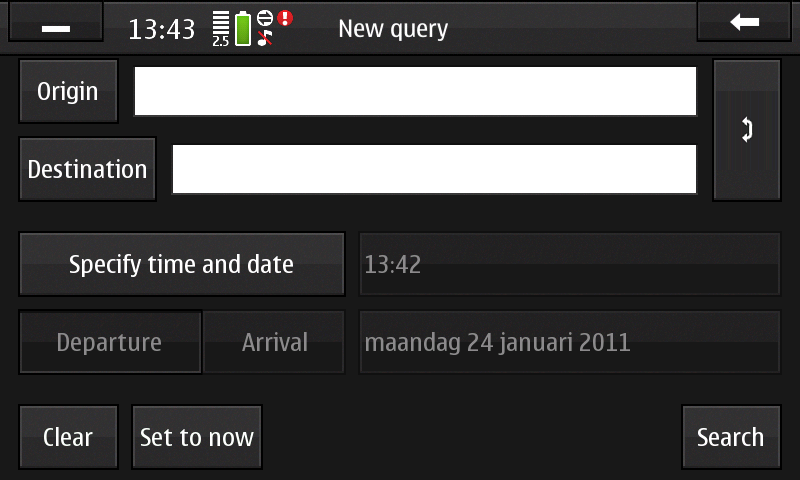 13:43 2.5 New query
Origin
Destination
Specify time and date 13:42
Departure Arrival maandag 24 januari 2011
Clear Set to now Search